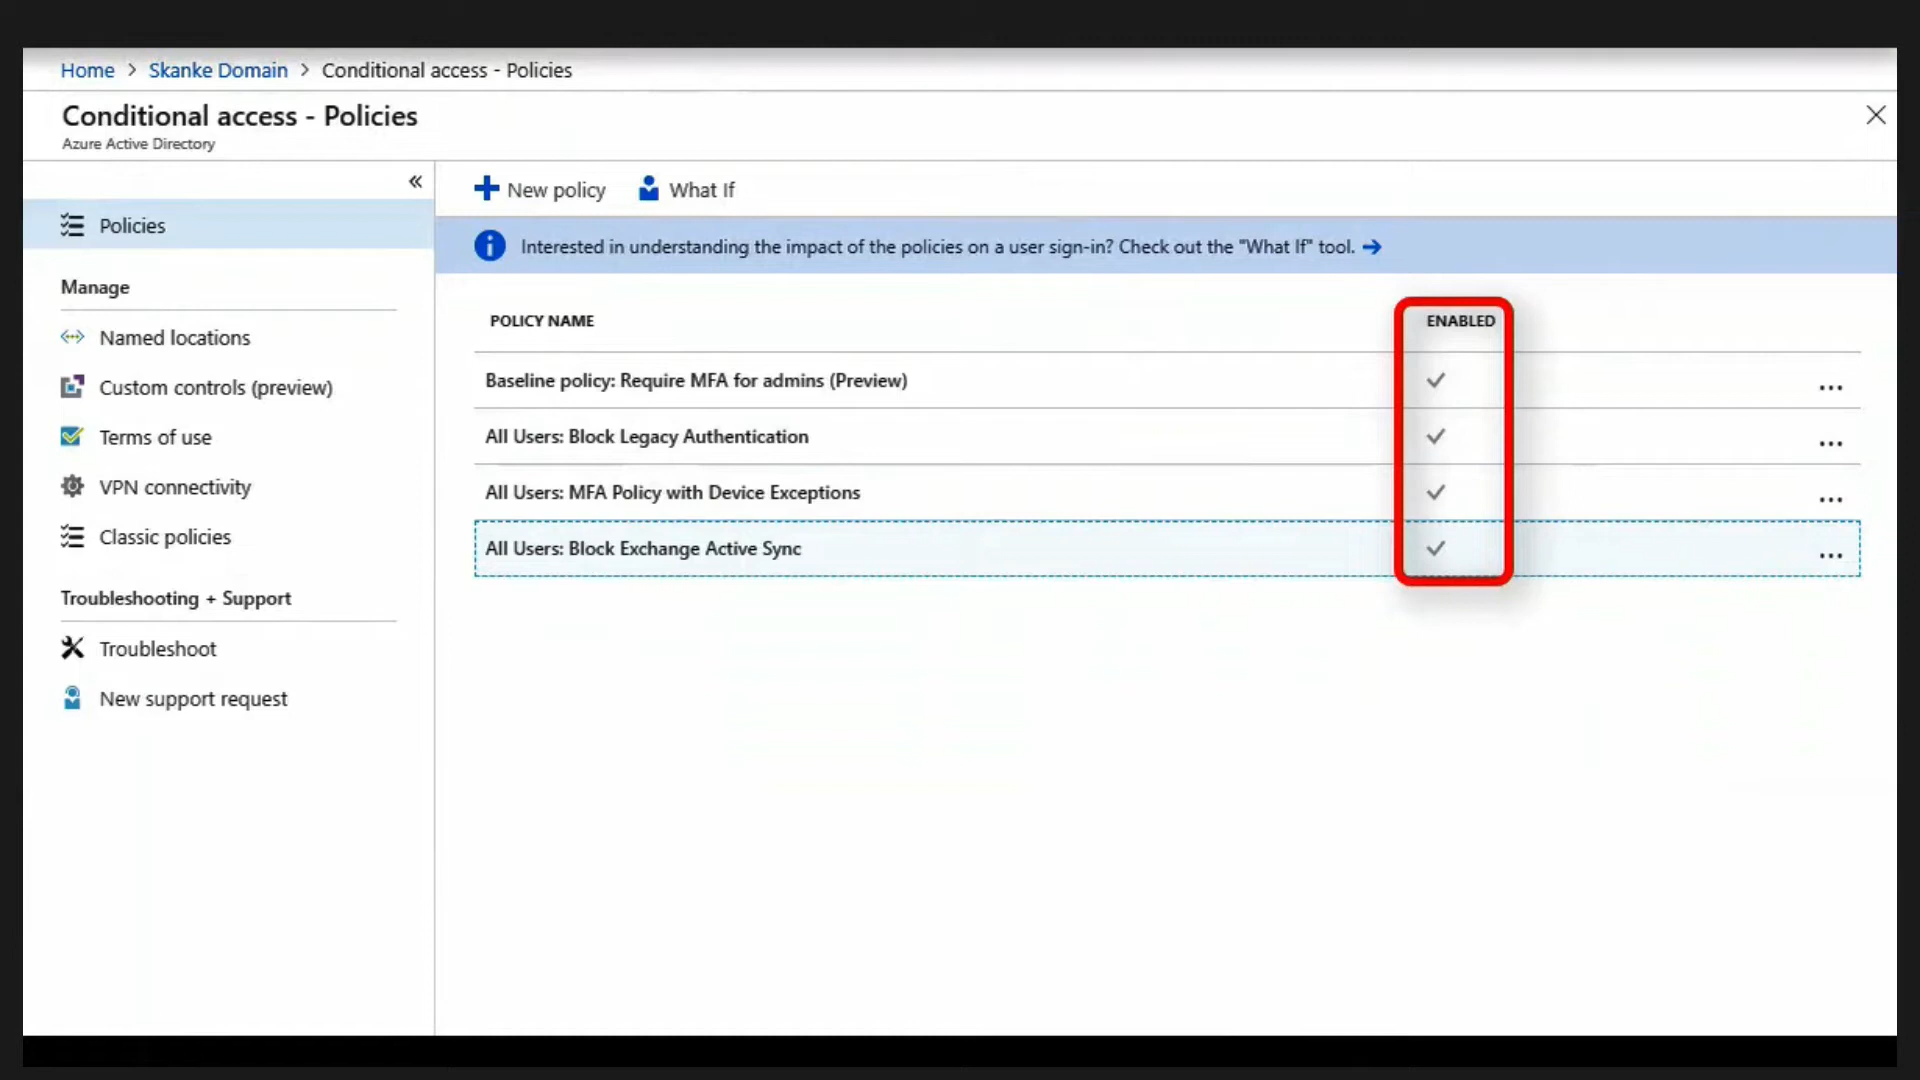 Home > Skanke Domain > Conditional access - Policies
Conditional access - Policies
Azure Active Directory
«
Policies
Manage
Named locations
Custom controls (preview)
Terms of use
VPN connectivity
Classic policies
Troubleshooting + Support
Troubleshoot
New support request
New policy What If
Interested in understanding the impact of the policies on a user sign-in? Check out the "What If" tool. →
POLICY NAME ENABLED
Baseline policy: Require MFA for admins (Preview) ✓ ...
All Users: Block Legacy Authentication ✓ ...
All Users: MFA Policy with Device Exceptions ✓ ...
All Users: Block Exchange Active Sync ✓ ...